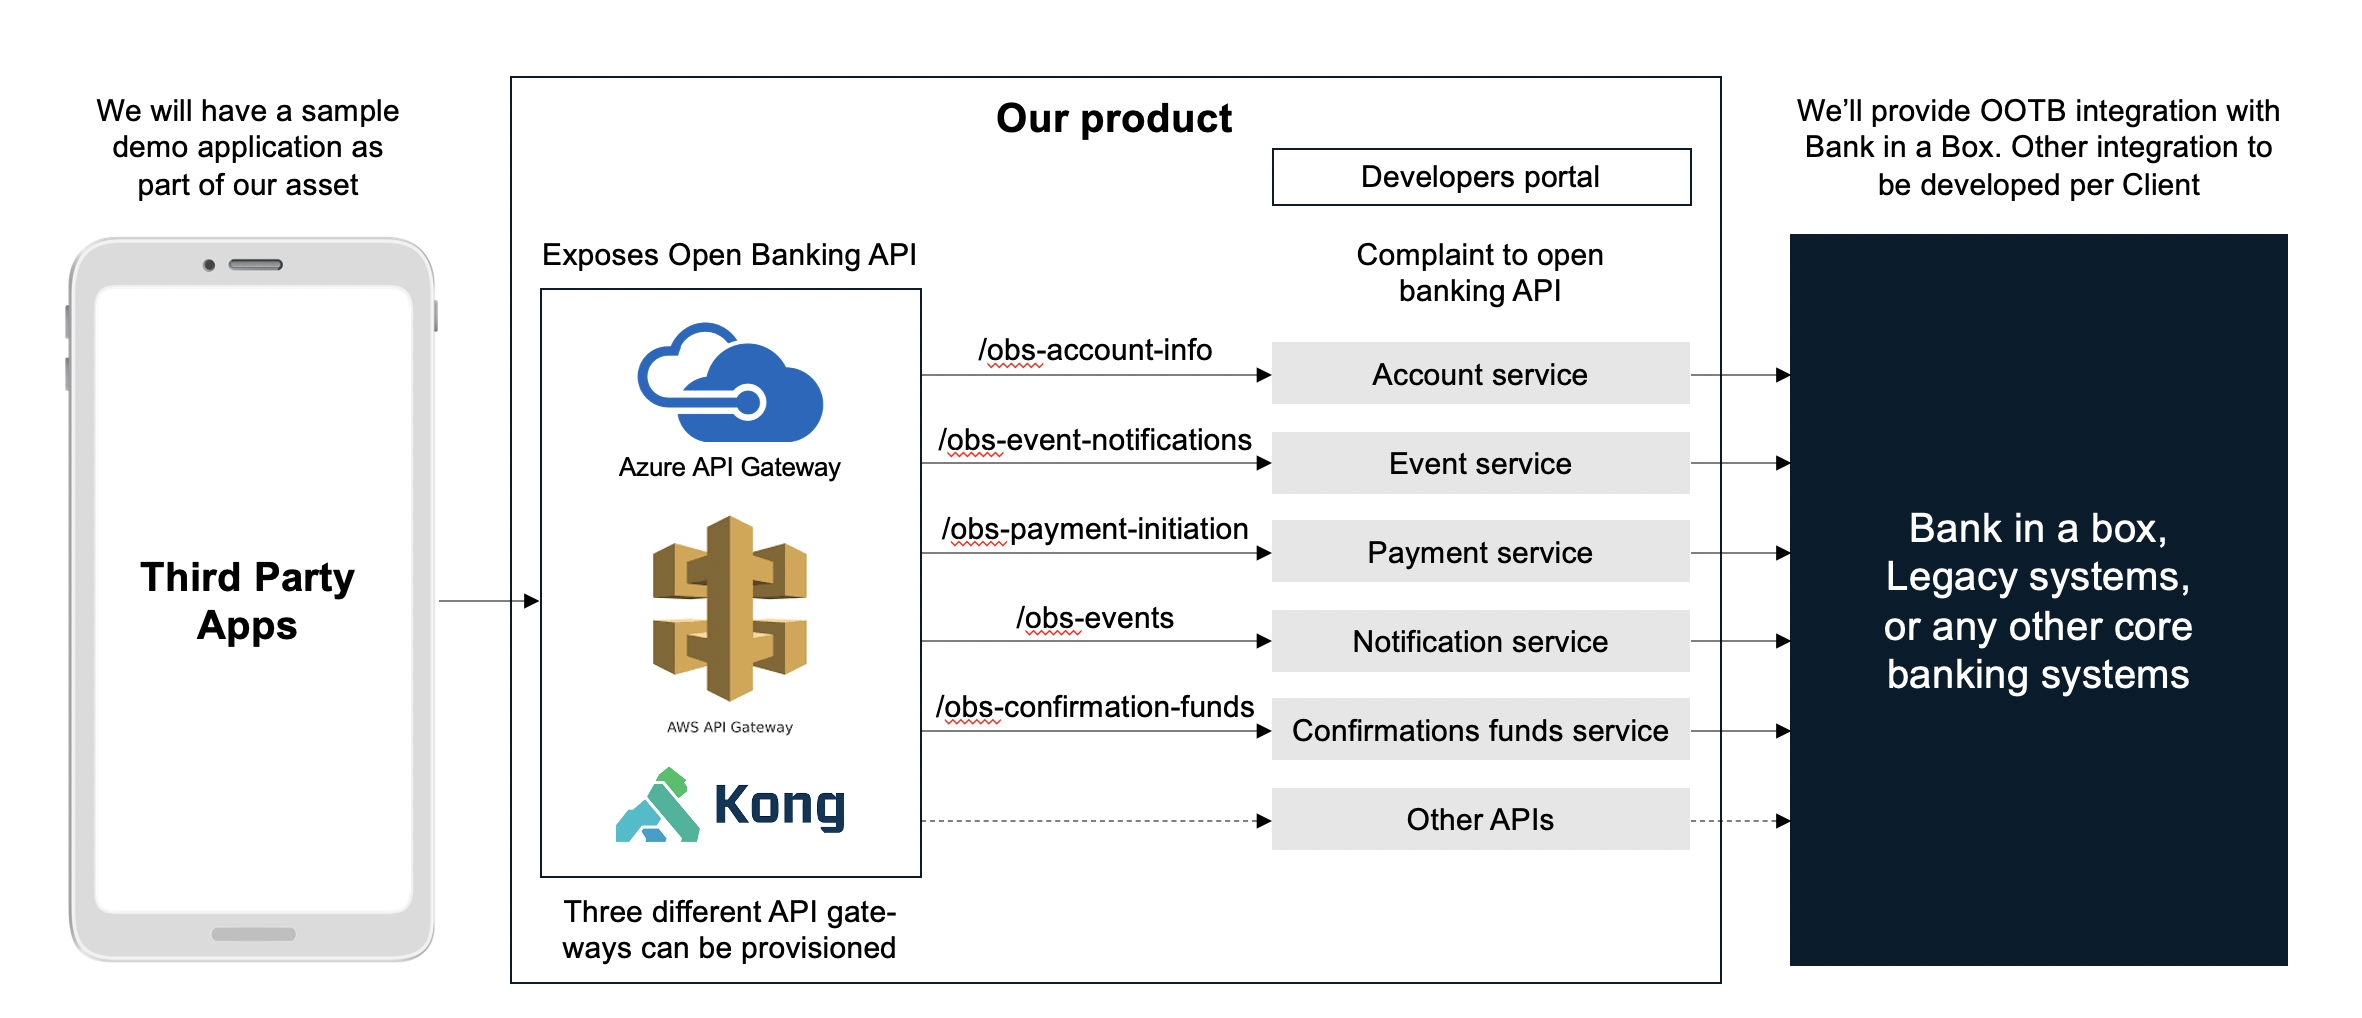 We will have a sample
demo application as
part of our asset
Third Party
Apps
Our product
Developers portal
Exposes Open Banking API
Azure API Gateway
AWS API Gateway
Kong
Three different API gate-
ways can be provisioned
/obs-account-info
/obs-event-notifications
/obs-payment-initiation
/obs-events
/obs-confirmation-funds
Complaint to open
banking API
Account service
Event service
Payment service
Notification service
Confirmations funds service
Other APIs
We’ll provide OOTB integration with
Bank in a Box. Other integration to
be developed per Client
Bank in a box,
Legacy systems,
or any other core
banking systems